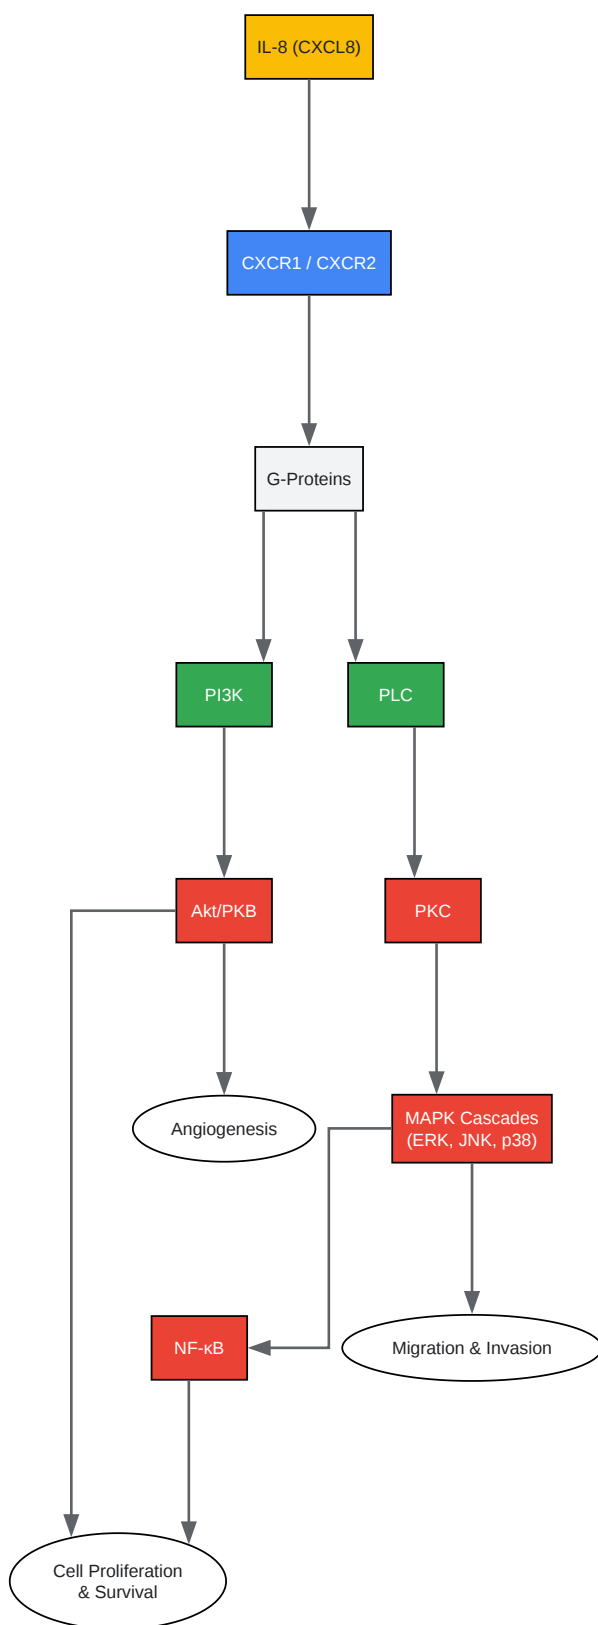 IL-8 (CXCL8)
CXCR1 / CXCR2
G-Proteins
PI3K
PLC
Akt/PKB
PKC
Angiogenesis
MAPK Cascades
(ERK, JNK, p38)
NF-κB
Migration & Invasion
Cell Proliferation
& Survival